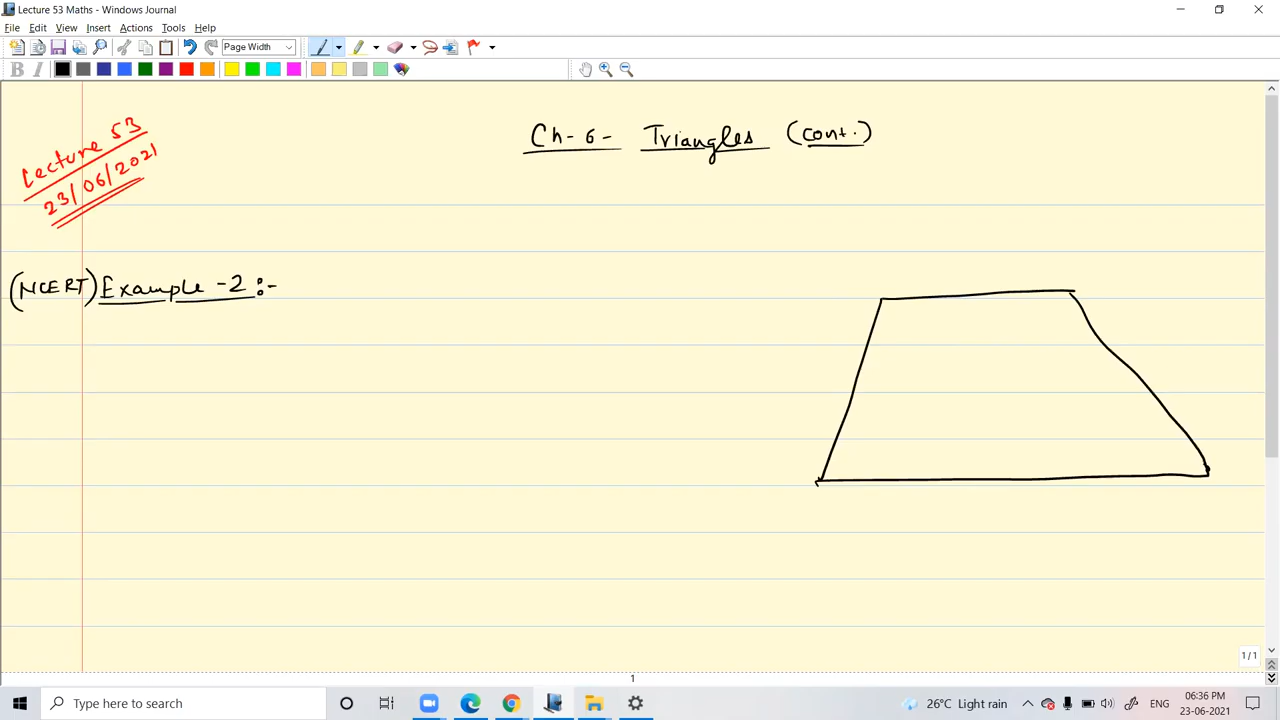 Lecture 53 Maths - Windows Journal
File Edit View Insert Actions Tools Help
Page Width
B I
Lecture 53
23/06/2021
Ch-6- Triangles (cont.)
(NCERT) Example -2 :-
1/1
1
Type here to search
26°C Light rain
ENG
06:36 PM
23-06-2021